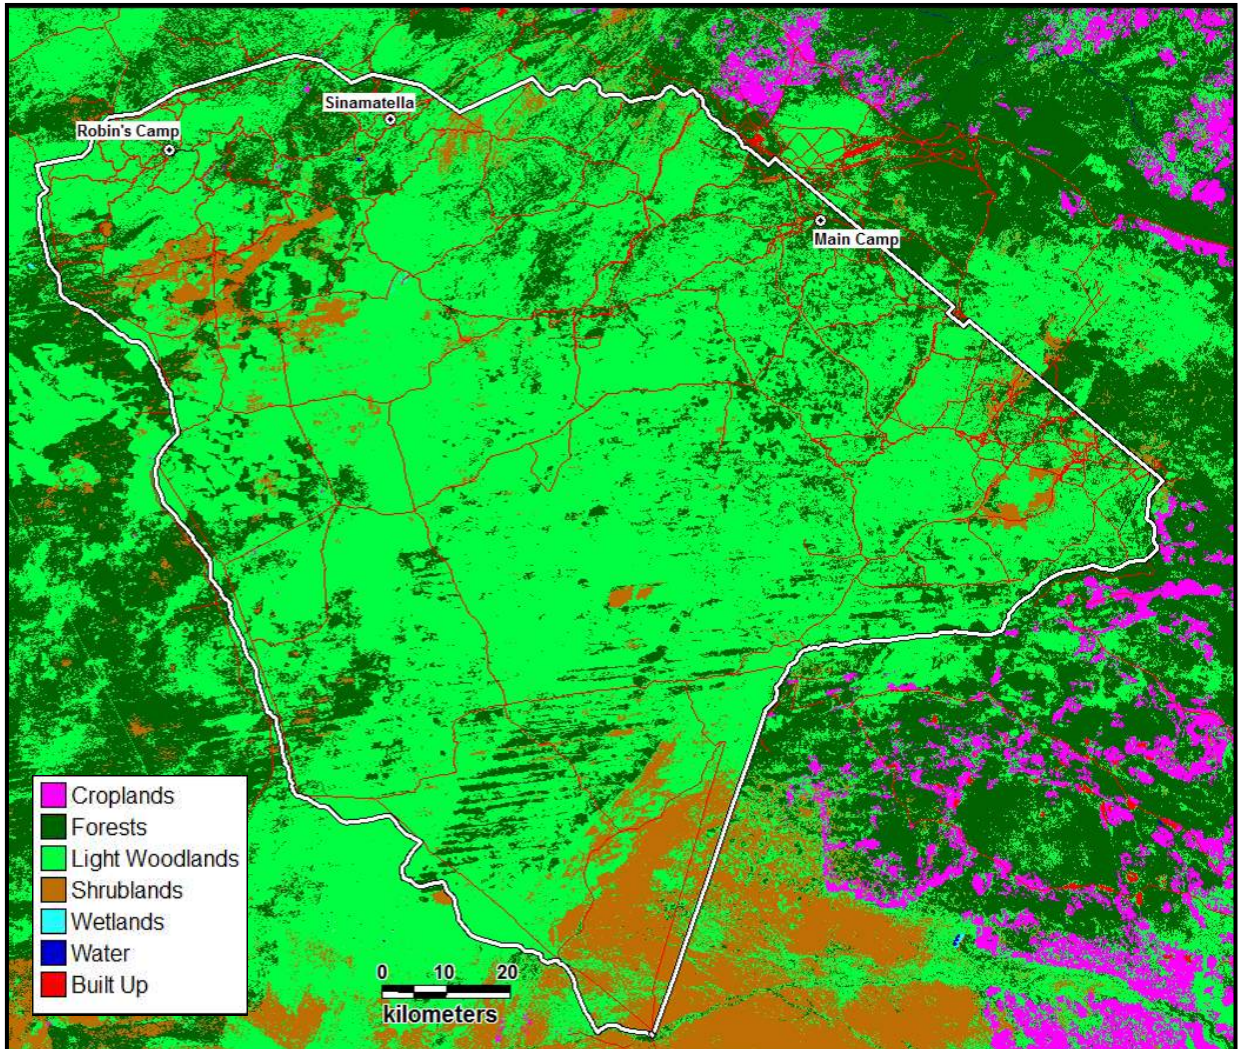 Sinamatella
Robin's Camp
Main Camp
Croplands
Forests
Light Woodlands
Shrublands
Wetlands
Water
Built Up
0 10 20
kilometers